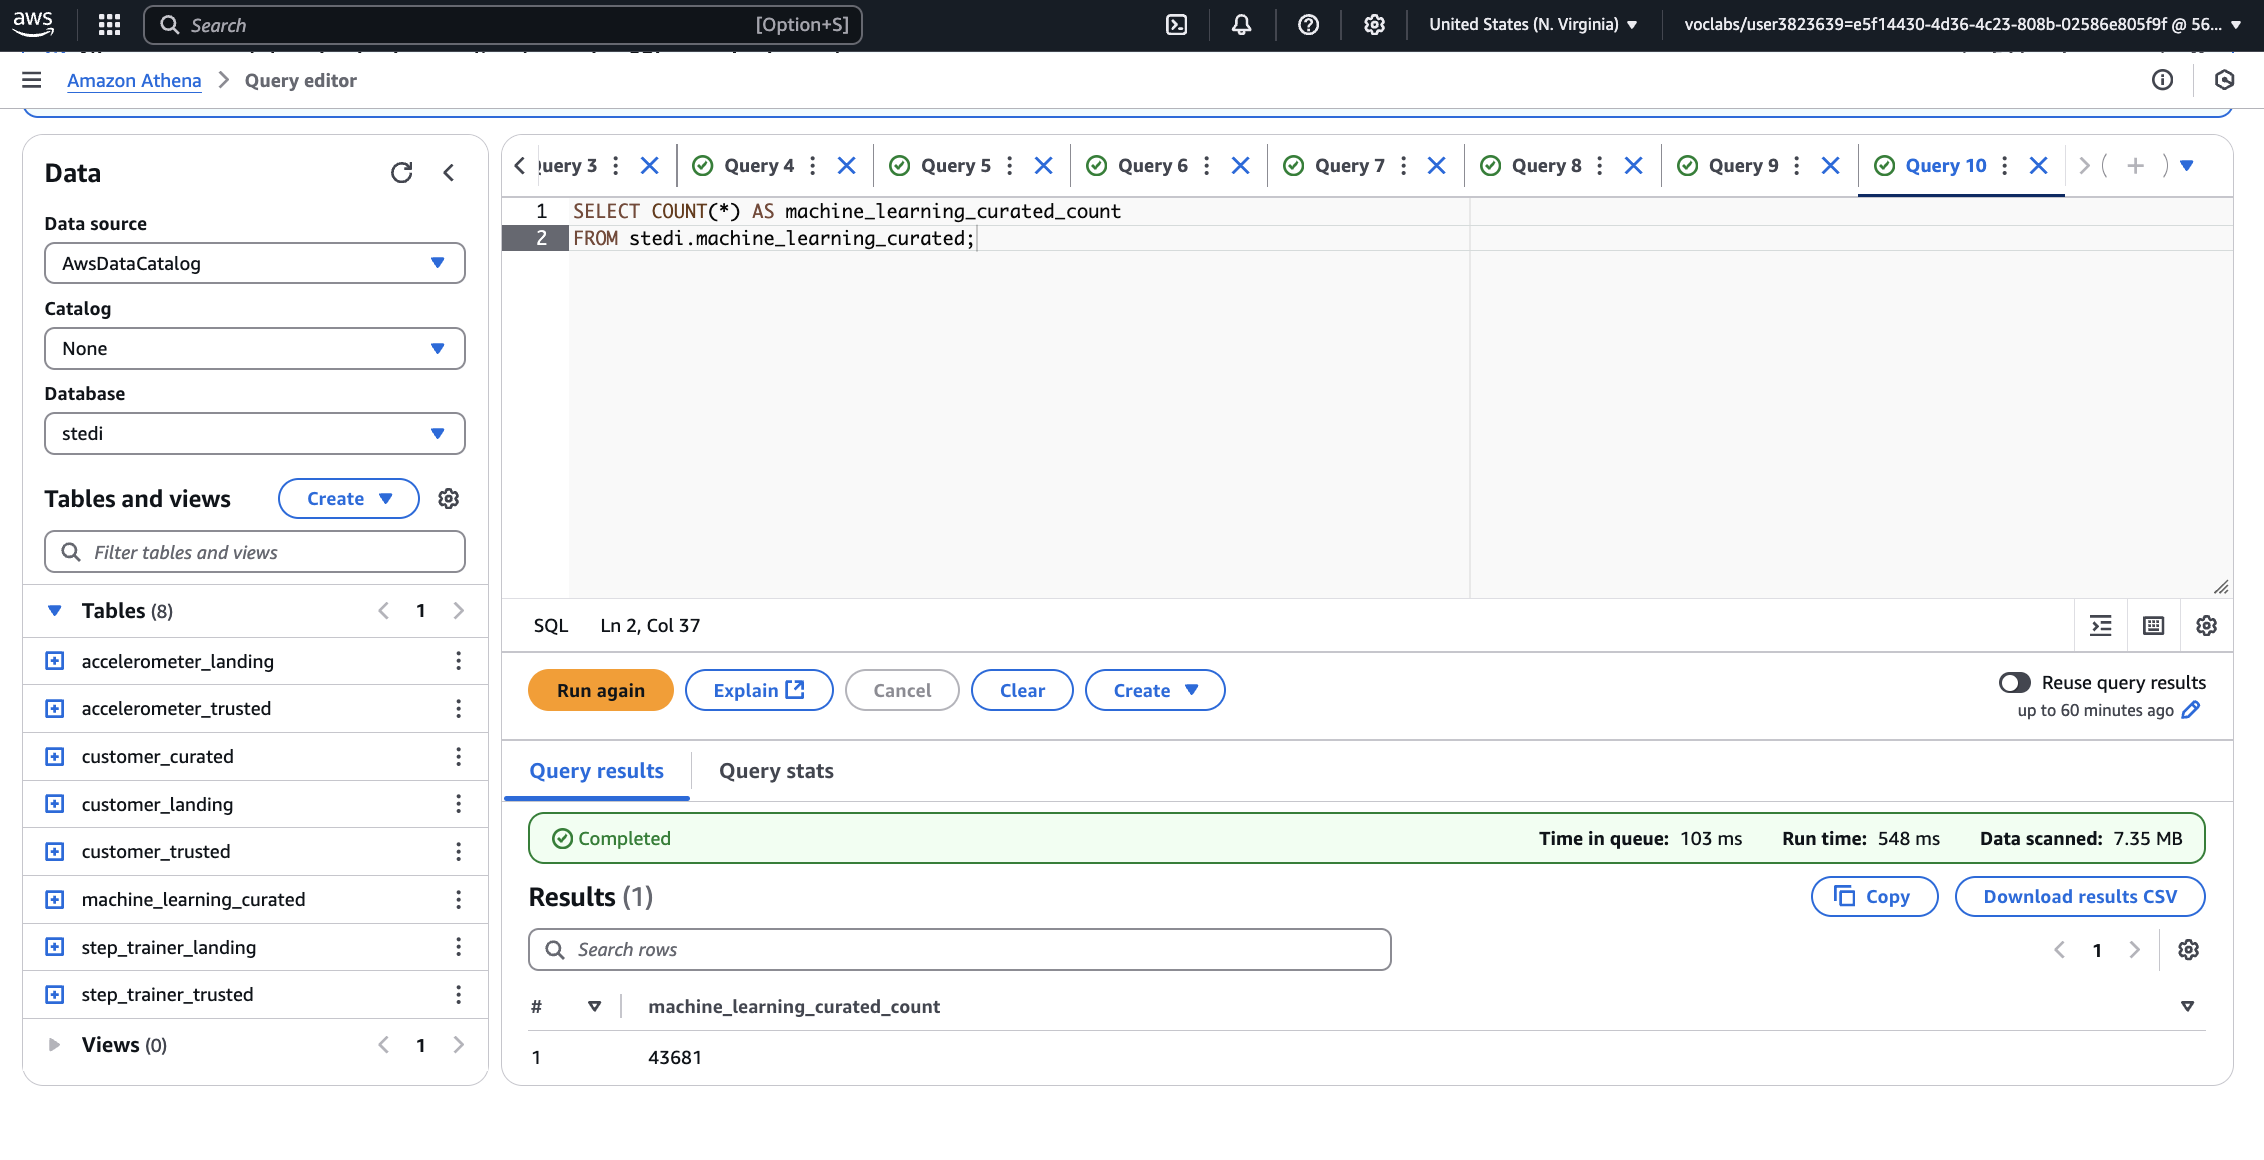 aws
Search
[Option+S]
United States (N. Virginia)
voclabs/user3823639=e5f14430-4d36-4c23-808b-02586e805f9f @ 56...
Amazon Athena
Query editor
Data
Data source
AwsDataCatalog
Catalog
None
Database
stedi
Tables and views
Create
Filter tables and views
Tables (8)
1
accelerometer_landing
accelerometer_trusted
customer_curated
customer_landing
customer_trusted
machine_learning_curated
step_trainer_landing
step_trainer_trusted
Views (0)
1
Query 3
Query 4
Query 5
Query 6
Query 7
Query 8
Query 9
Query 10
1 SELECT COUNT(*) AS machine_learning_curated_count
2 FROM stedi.machine_learning_curated;
SQL
Ln 2, Col 37
Run again
Explain
Cancel
Clear
Create
Reuse query results
up to 60 minutes ago
Query results
Query stats
Completed
Time in queue: 103 ms
Run time: 548 ms
Data scanned: 7.35 MB
Results (1)
Copy
Download results CSV
Search rows
1
# machine_learning_curated_count
1 43681